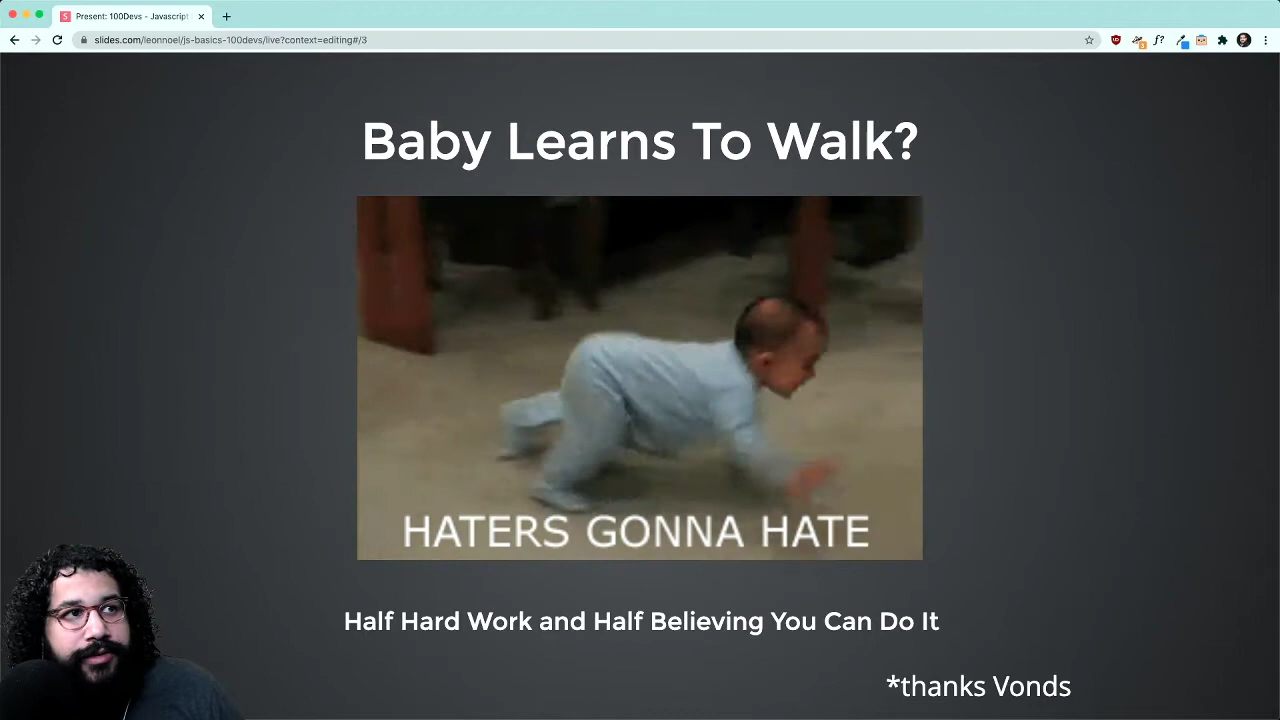 Present: 100Devs - Javascript
slides.com/leonnoel/js-basics-100devs/live?context=editing#/3
Baby Learns To Walk?
HATERS GONNA HATE
Half Hard Work and Half Believing You Can Do It
*thanks Vonds